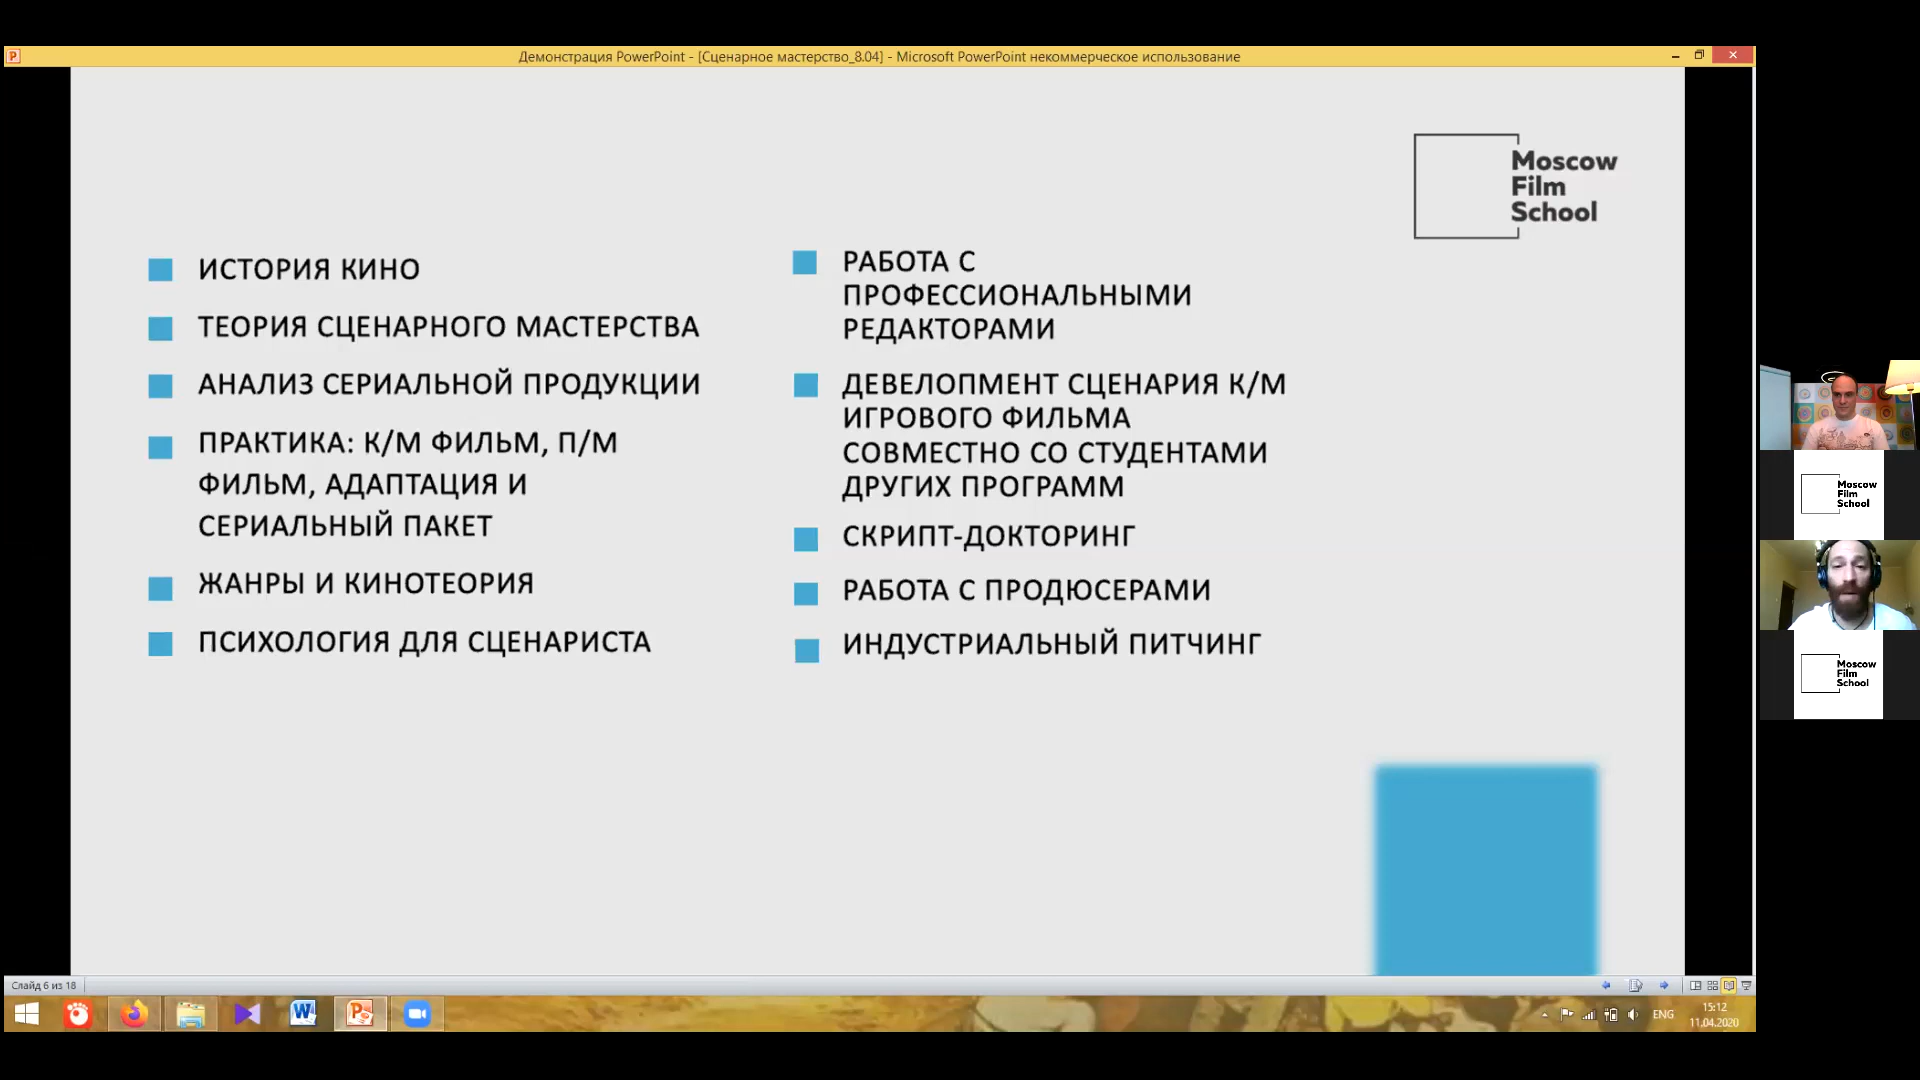 Демонстрация PowerPoint - [Сценарное мастерство_8.04] - Microsoft PowerPoint некоммерческое использование
Moscow
Film
School
ИСТОРИЯ КИНО
ТЕОРИЯ СЦЕНАРНОГО МАСТЕРСТВА
АНАЛИЗ СЕРИАЛЬНОЙ ПРОДУКЦИИ
ПРАКТИКА: К/М ФИЛЬМ, П/М
ФИЛЬМ, АДАПТАЦИЯ И
СЕРИАЛЬНЫЙ ПАКЕТ
ЖАНРЫ И КИНОТЕОРИЯ
ПСИХОЛОГИЯ ДЛЯ СЦЕНАРИСТА
РАБОТА С
ПРОФЕССИОНАЛЬНЫМИ
РЕДАКТОРАМИ
ДЕВЕЛОПМЕНТ СЦЕНАРИЯ К/М
ИГРОВОГО ФИЛЬМА
СОВМЕСТНО СО СТУДЕНТАМИ
ДРУГИХ ПРОГРАММ
СКРИПТ-ДОКТОРИНГ
РАБОТА С ПРОДЮСЕРАМИ
ИНДУСТРИАЛЬНЫЙ ПИТЧИНГ
Moscow
Film
School
Moscow
Film
School
Слайд 6 из 18
ENG
15:12
11.04.2020